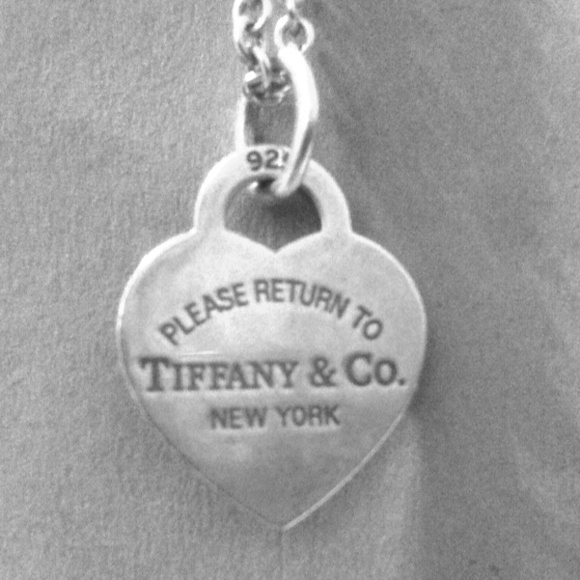 925
PLEASE RETURN TO
TIFFANY & CO.
NEW YORK